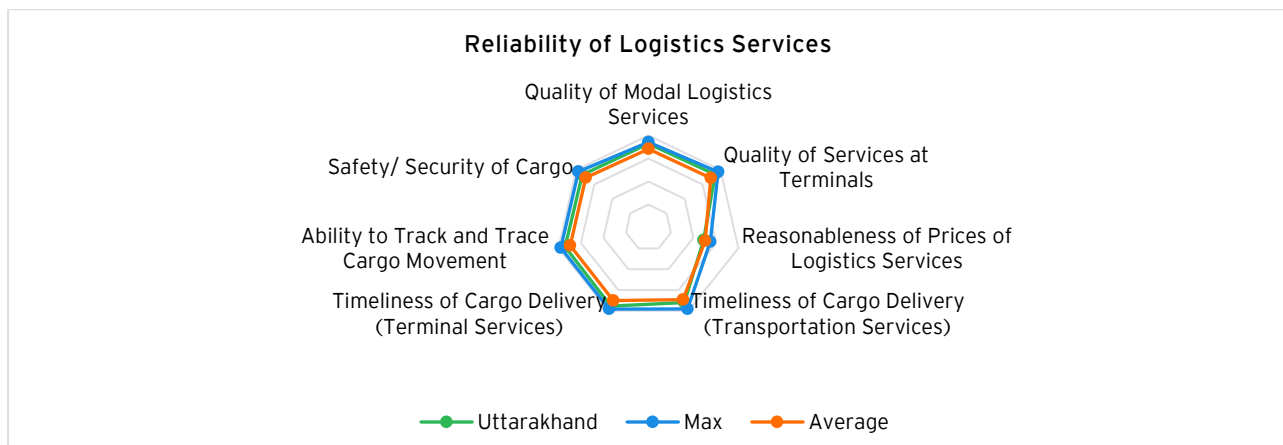 Reliability of Logistics Services
Quality of Modal Logistics
Services
Quality of Services at
Terminals
Reasonableness of Prices of
Logistics Services
Timeliness of Cargo Delivery
(Transportation Services)
Timeliness of Cargo Delivery
(Terminal Services)
Ability to Track and Trace
Cargo Movement
Safety/ Security of Cargo
Uttarakhand
Max
Average